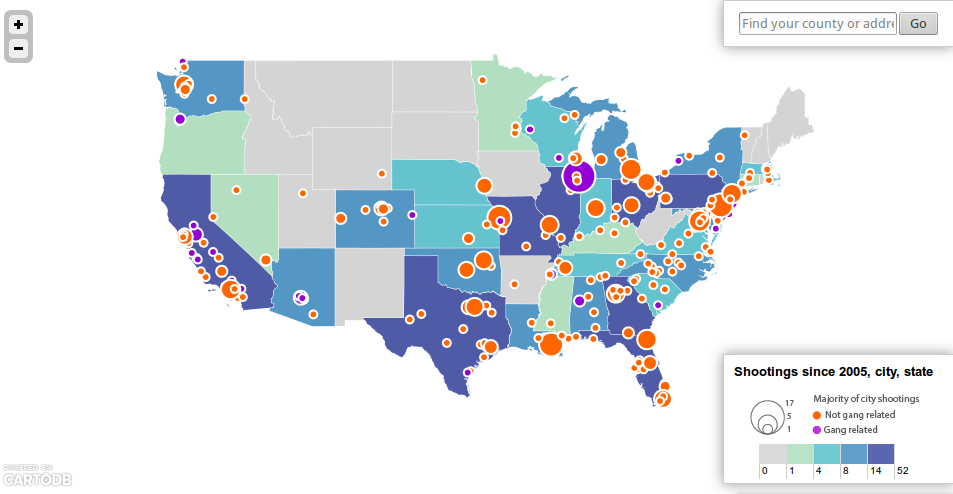 +
−
Find your county or addre
Go
Shootings since 2005, city, state
17
5
1
Majority of city shootings
Not gang related
Gang related
0 1 4 8 14 52
POWERED BY
CARTODB